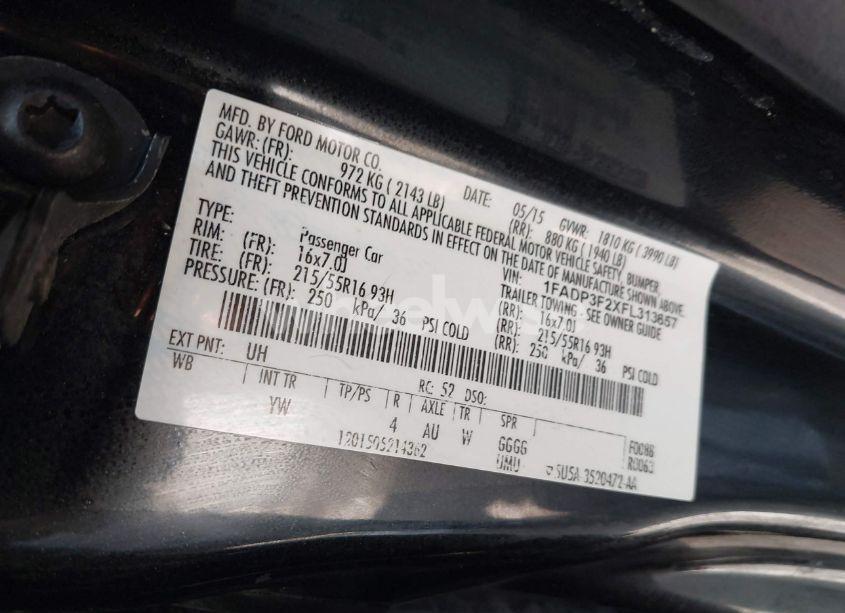 MFD. BY FORD MOTOR CO. DATE: 05/15 GVWR: 1810 KG ( 3990 LB)
GAWR: (FR): 972 KG ( 2143 LB) (RR): 880 KG ( 1940 LB)
THIS VEHICLE CONFORMS TO ALL APPLICABLE FEDERAL MOTOR VEHICLE SAFETY, BUMPER,
AND THEFT PREVENTION STANDARDS IN EFFECT ON THE DATE OF MANUFACTURE SHOWN ABOVE.
VIN: 1FADP3F2XFL313657
TYPE: Passenger Car TRAILER TOWING - SEE OWNER GUIDE
RIM: (FR): 16x7.0J (RR): 16x7.0J
TIRE: (FR): 215/55R16 93H (RR): 215/55R16 93H
PRESSURE: (FR): 250 kPa/ 36 PSI COLD (RR): 250 kPa/ 36 PSI COLD
wheelwise
EXT PNT: UH RC: 52 DSO:
WB INT TR TP/PS R AXLE TR SPR
YW 4 AU W GGGG F0086
1201505214362 UMU R0063
5U5A-3520472-AA